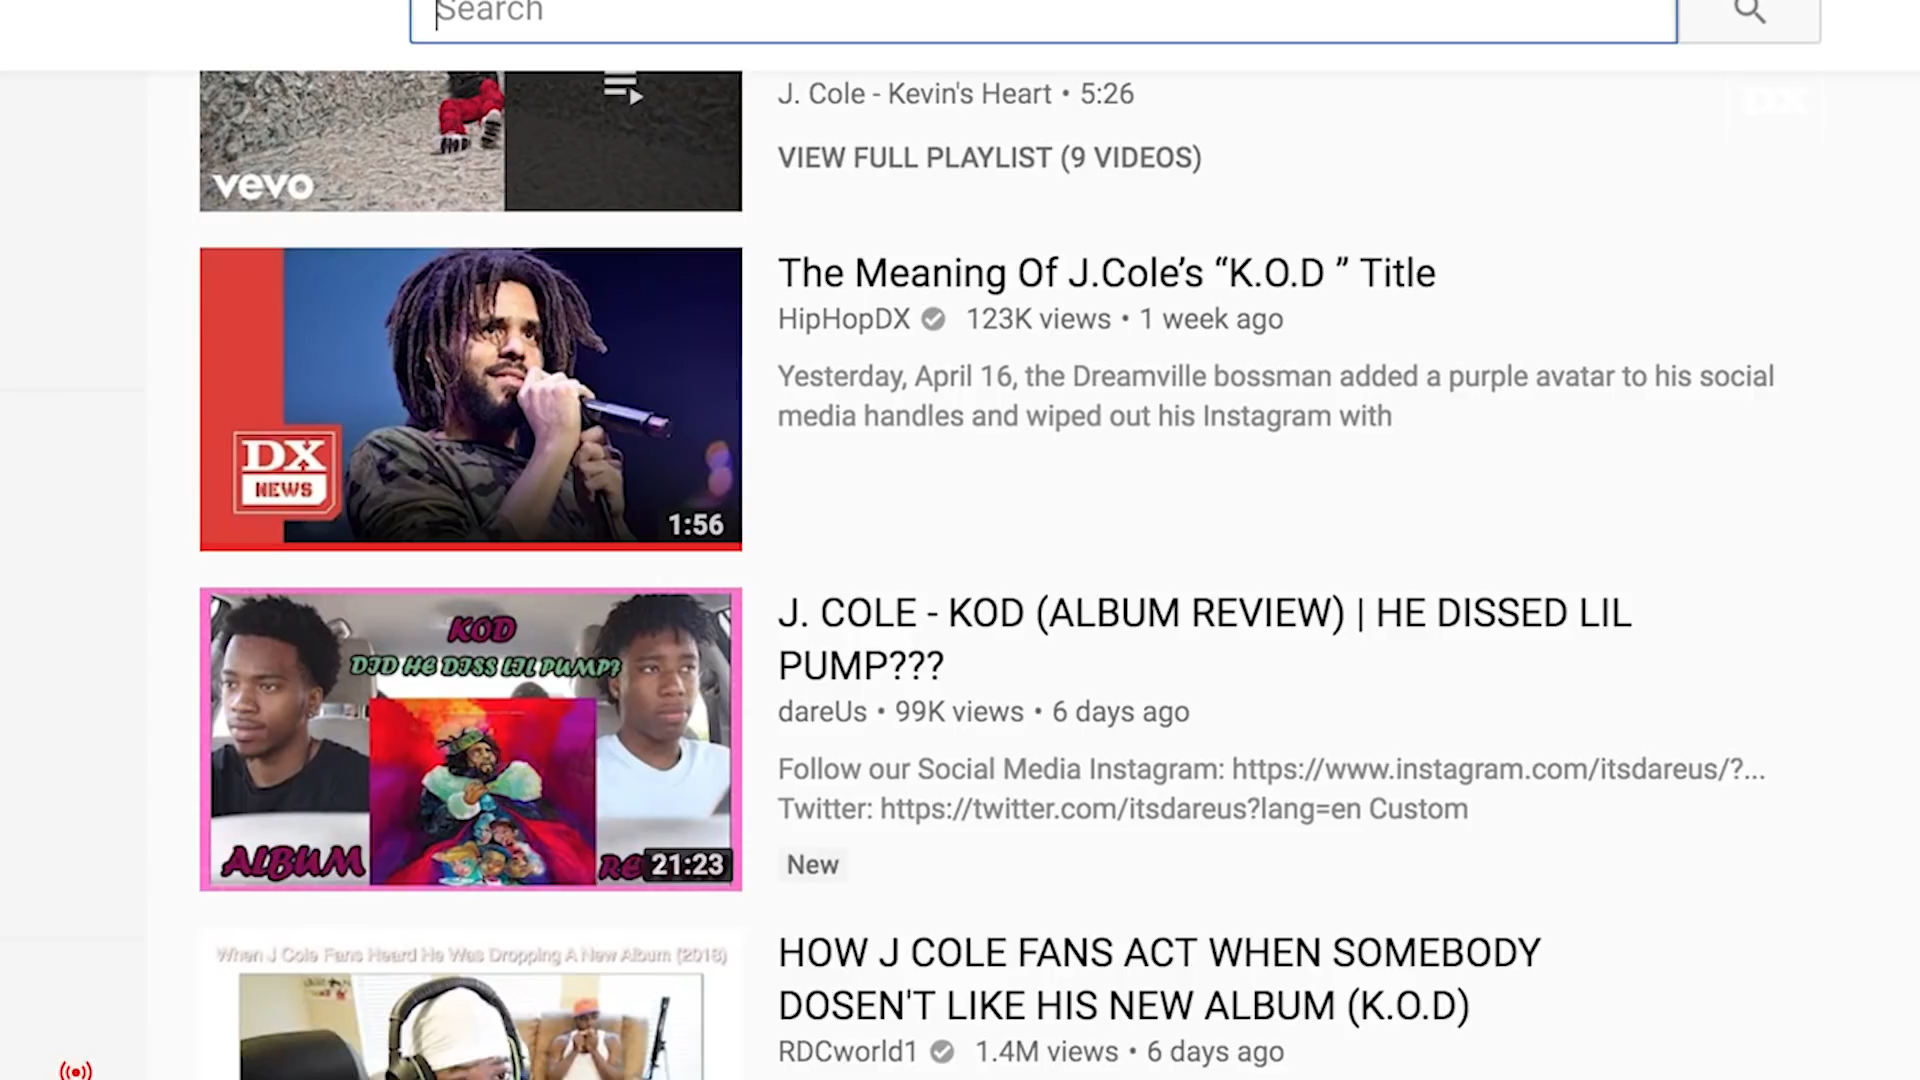 Search
J. Cole - Kevin's Heart • 5:26
DX
VIEW FULL PLAYLIST (9 VIDEOS)
vevo
The Meaning Of J.Cole’s “K.O.D ” Title
HipHopDX 123K views • 1 week ago
Yesterday, April 16, the Dreamville bossman added a purple avatar to his social
media handles and wiped out his Instagram with
DX
NEWS
1:56
J. COLE - KOD (ALBUM REVIEW) | HE DISSED LIL
PUMP???
dareUs • 99K views • 6 days ago
Follow our Social Media Instagram: https://www.instagram.com/itsdareus/?...
Twitter: https://twitter.com/itsdareus?lang=en Custom
New
KOD
DID HE DISS LIL PUMP?
ALBUM
RE 21:23
When J Cole Fans Heard He Was Dropping A New Album (2018)
HOW J COLE FANS ACT WHEN SOMEBODY
DOSEN'T LIKE HIS NEW ALBUM (K.O.D)
RDCworld1 1.4M views • 6 days ago